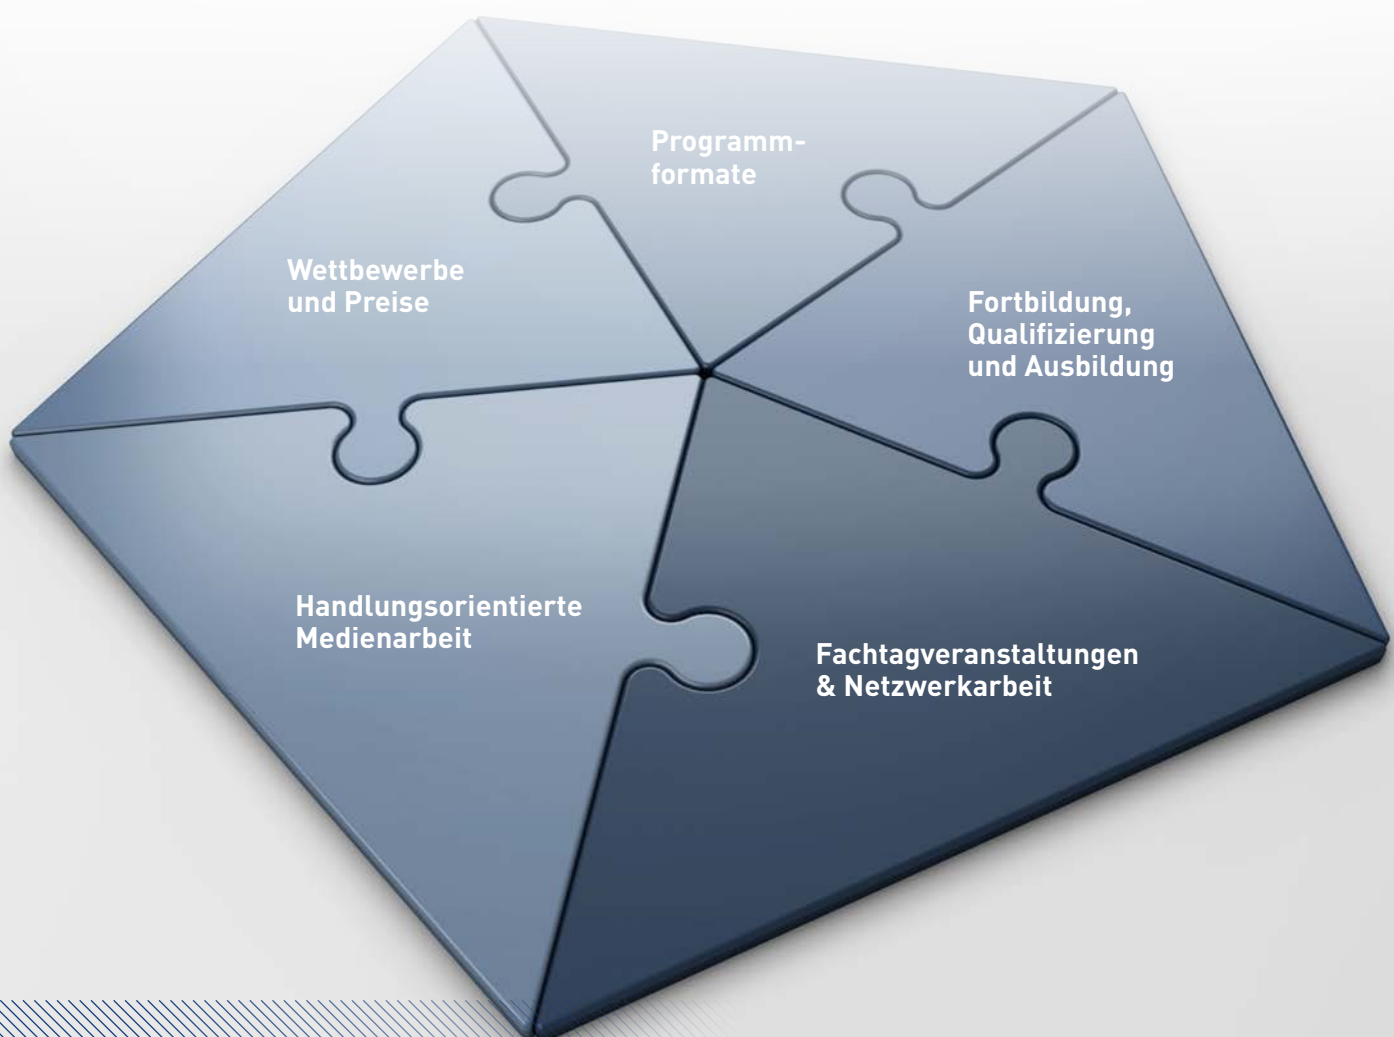 Programm-
formate
Wettbewerbe
und Preise
Fortbildung,
Qualifizierung
und Ausbildung
Handlungsorientierte
Medienarbeit
Fachtagveranstaltungen
& Netzwerkarbeit